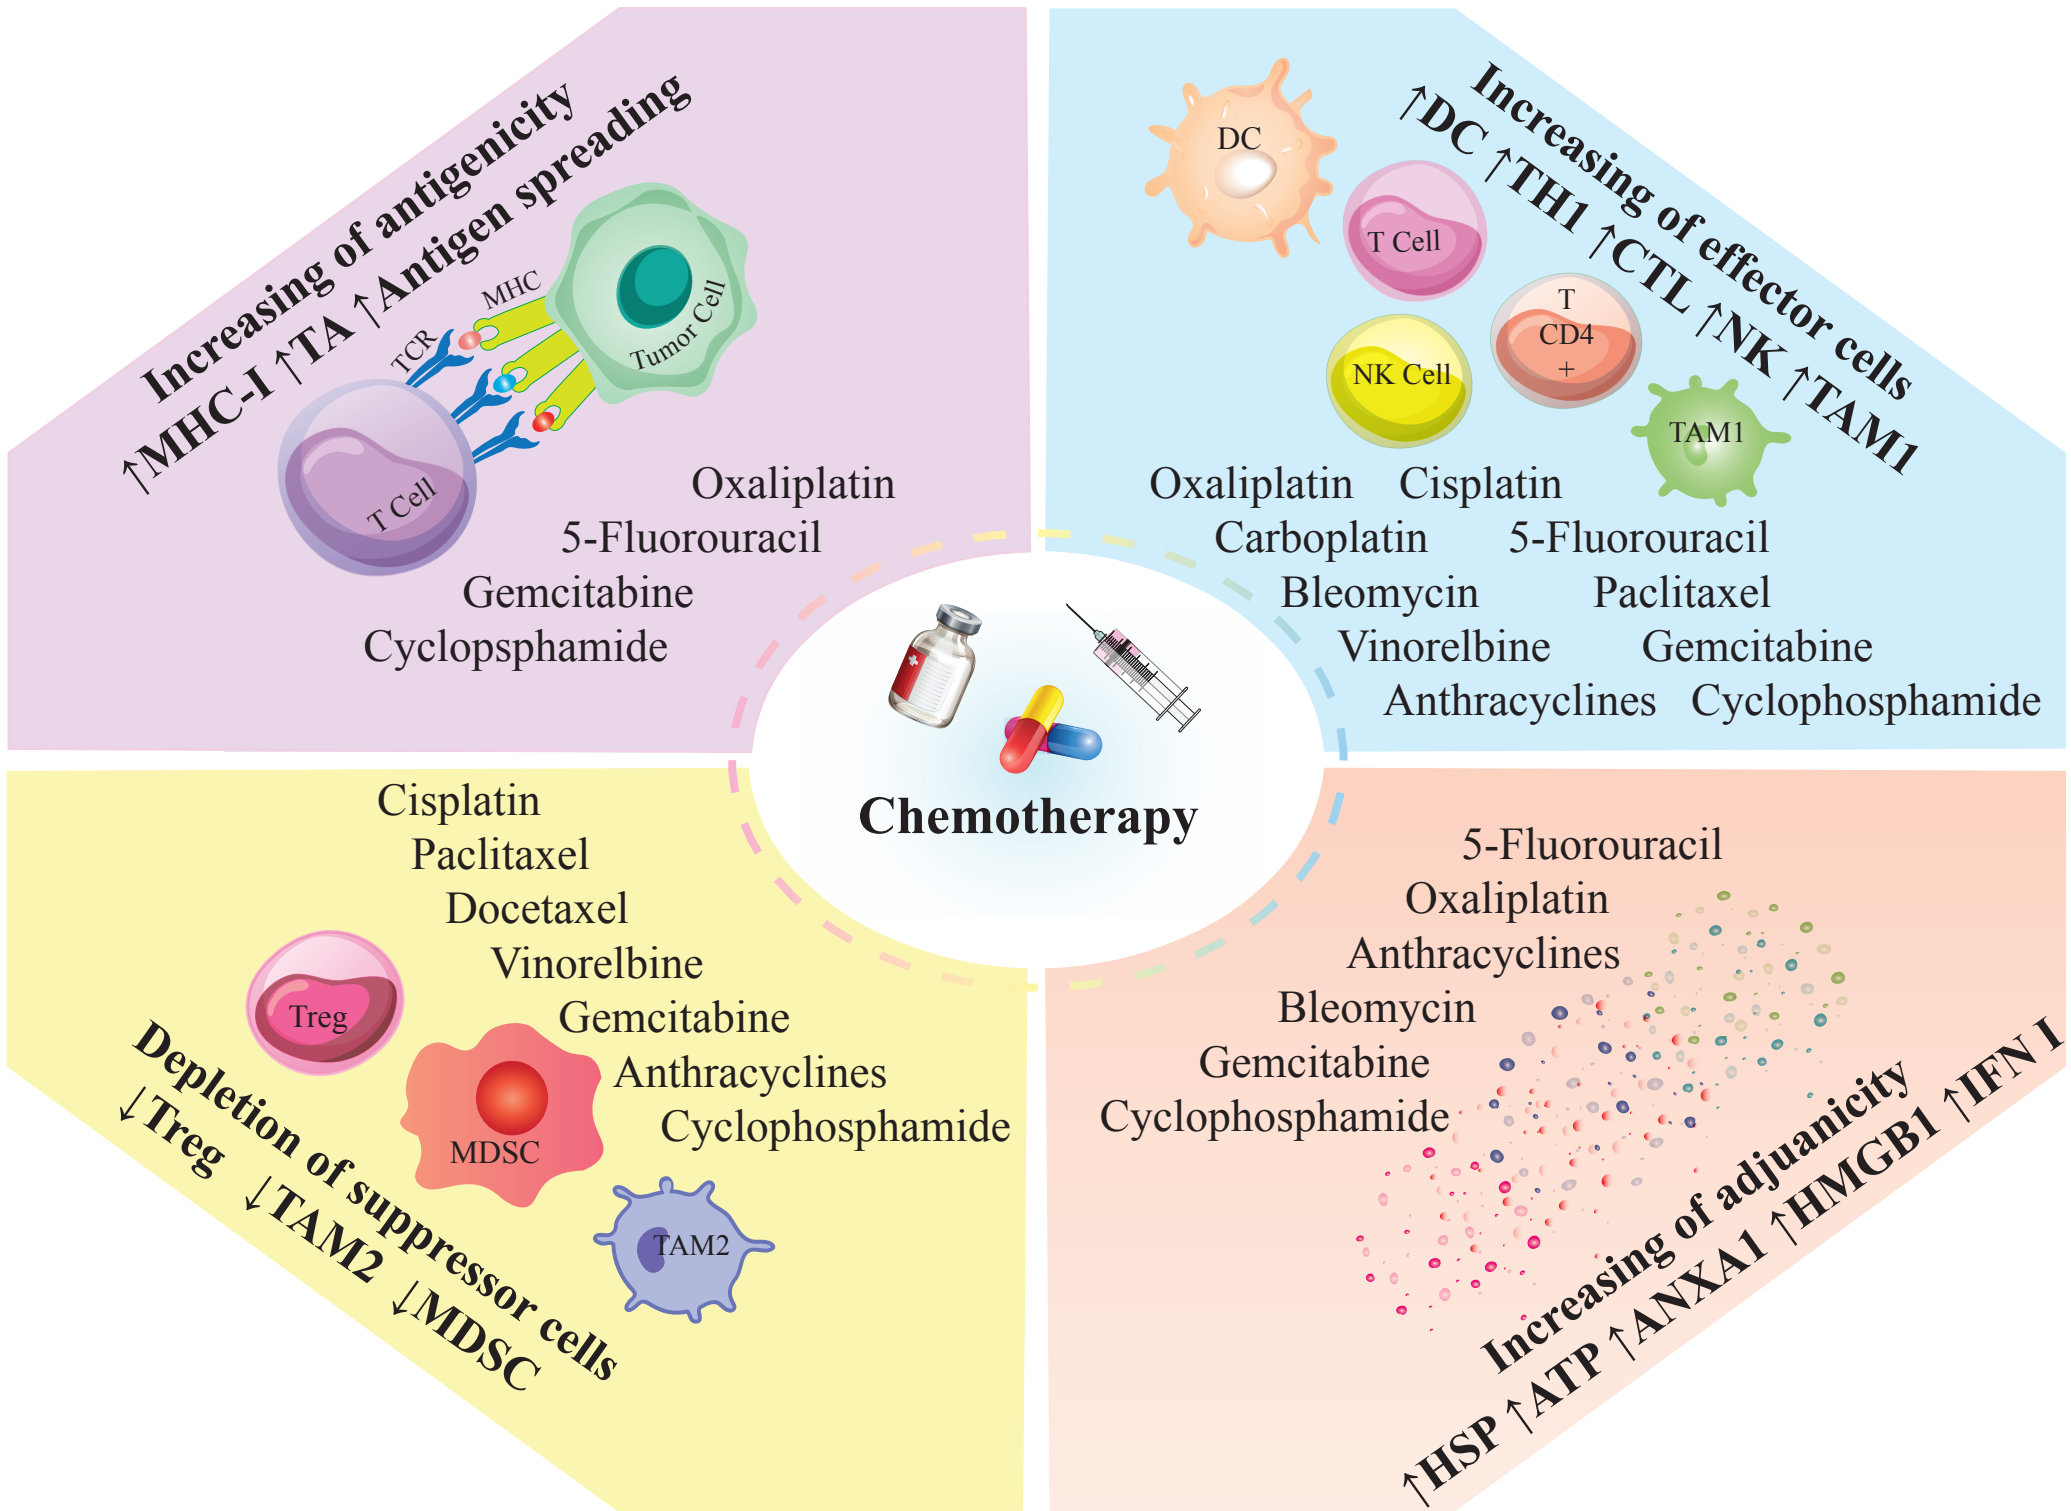 Increasing of antigenicity
↑MHC-I ↑TA ↑Antigen spreading
MHC
TCR
Tumor Cell
T Cell
Oxaliplatin
5-Fluorouracil
Gemcitabine
Cyclopsphamide
Increasing of effector cells
↑DC ↑TH1 ↑CTL ↑NK ↑TAM1
DC
T Cell
T
CD4
+
NK Cell
TAM1
Oxaliplatin Cisplatin
Carboplatin 5-Fluorouracil
Bleomycin Paclitaxel
Vinorelbine Gemcitabine
Anthracyclines Cyclophosphamide
Chemotherapy
Cisplatin
Paclitaxel
Docetaxel
Vinorelbine
Gemcitabine
Anthracyclines
Cyclophosphamide
Treg
MDSC
TAM2
Depletion of suppressor cells
↓Treg ↓TAM2 ↓MDSC
5-Fluorouracil
Oxaliplatin
Anthracyclines
Bleomycin
Gemcitabine
Cyclophosphamide
Increasing of adjuanicity
↑HSP ↑ATP ↑ANXA1 ↑HMGB1 ↑IFN I